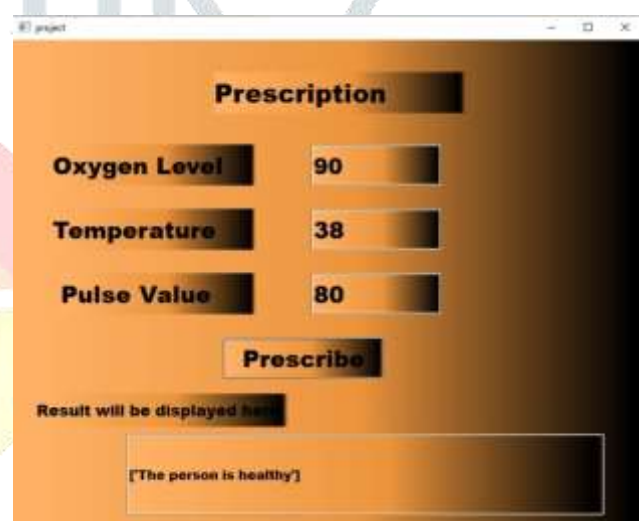 project
Prescription
Oxygen Level 90
Temperature 38
Pulse Value 80
Prescribe
Result will be displayed here
['The person is healthy']